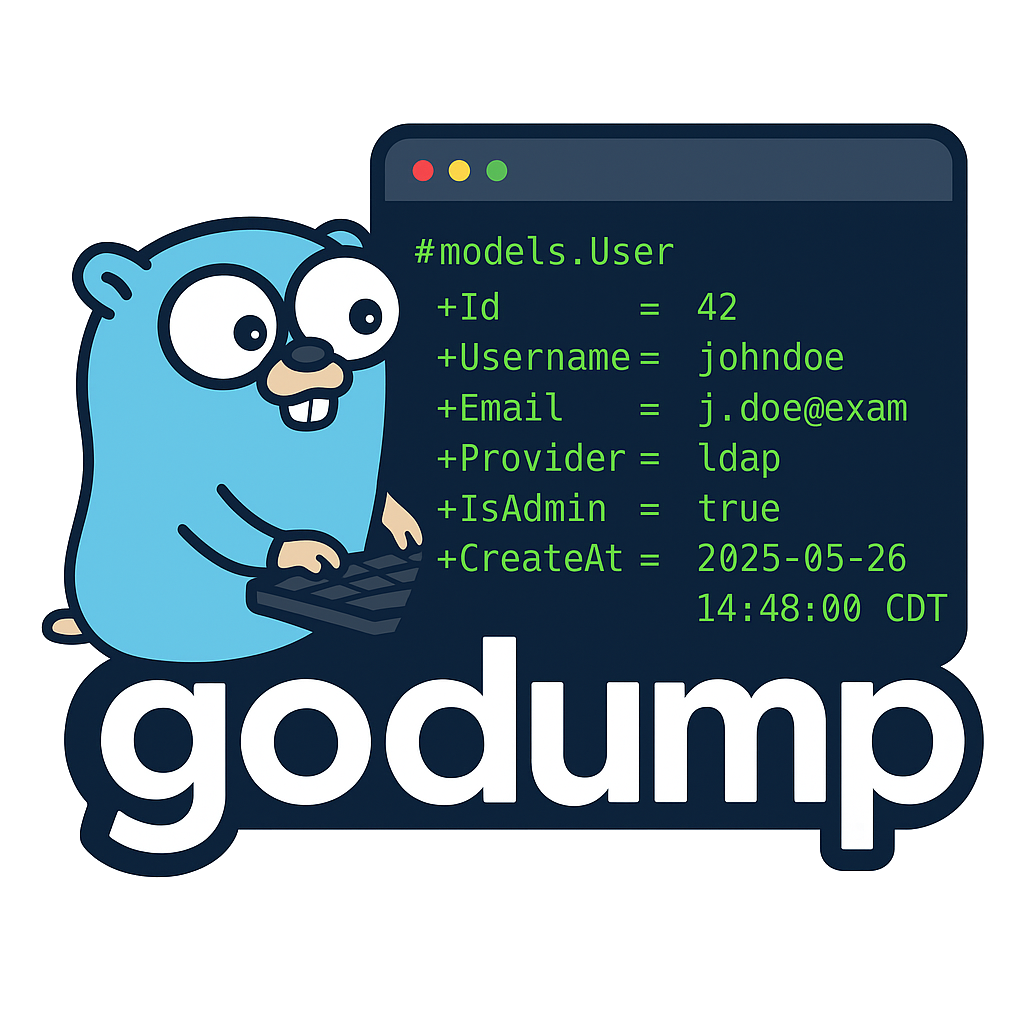 #models.User
+Id = 42
+Username = johndoe
+Email = j.doe@exam
+Provider = ldap
+IsAdmin = true
+CreateAt = 2025-05-26
14:48:00 CDT
godump